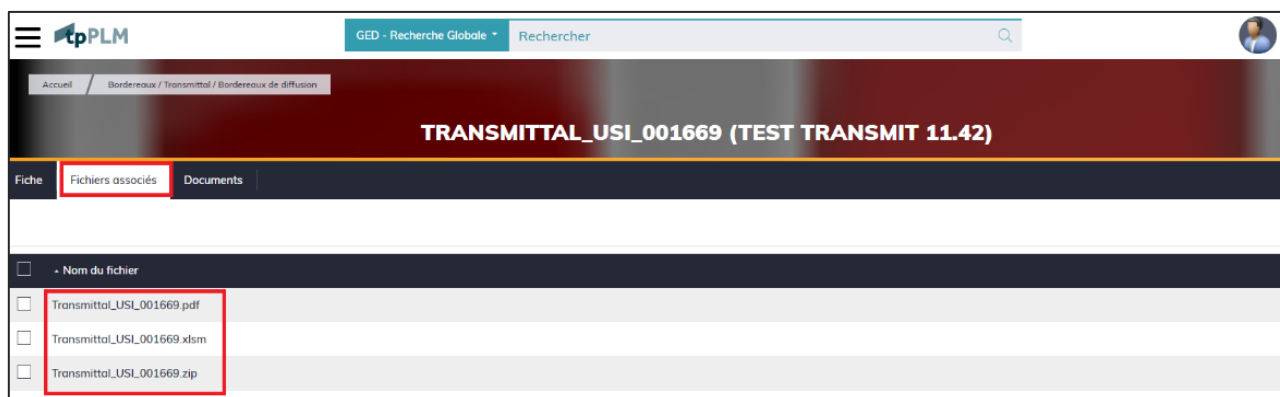 tpPLM GED - Recherche Globale Rechercher
Accueil / Bordereaux / Transmittal / Bordereaux de diffusion
TRANSMITTAL_USI_001669 (TEST TRANSMIT 11.42)
Fiche Fichiers associés Documents
Nom du fichier
Transmittal_USI_001669.pdf
Transmittal_USI_001669.xlsm
Transmittal_USI_001669.zip